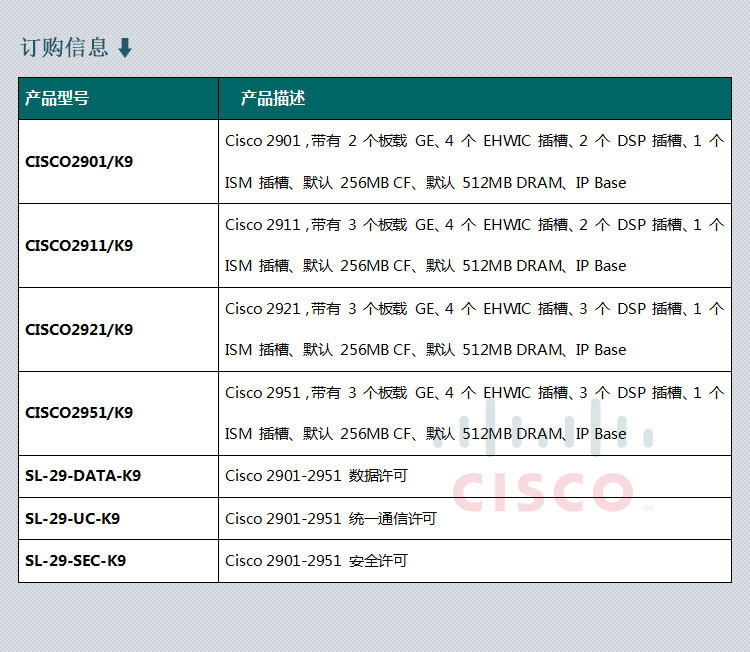 订购信息
产品型号
产品描述
CISCO2901/K9
Cisco 2901 ,带有 2 个板载 GE、4 个 EHWIC 插槽、2 个 DSP 插槽、1 个
ISM 插槽、默认 256MB CF、默认 512MB DRAM、IP Base
CISCO2911/K9
Cisco 2911 ,带有 3 个板载 GE、4 个 EHWIC 插槽、2 个 DSP 插槽、1 个
ISM 插槽、默认 256MB CF、默认 512MB DRAM、IP Base
CISCO2921/K9
Cisco 2921 ,带有 3 个板载 GE、4 个 EHWIC 插槽、3 个 DSP 插槽、1 个
ISM 插槽、默认 256MB CF、默认 512MB DRAM、IP Base
CISCO2951/K9
Cisco 2951 ,带有 3 个板载 GE、4 个 EHWIC 插槽、3 个 DSP 插槽、1 个
ISM 插槽、默认 256MB CF、默认 512MB DRAM、IP Base
SL-29-DATA-K9
Cisco 2901-2951 数据许可
CISCO TM
SL-29-UC-K9
Cisco 2901-2951 统一通信许可
SL-29-SEC-K9
Cisco 2901-2951 安全许可